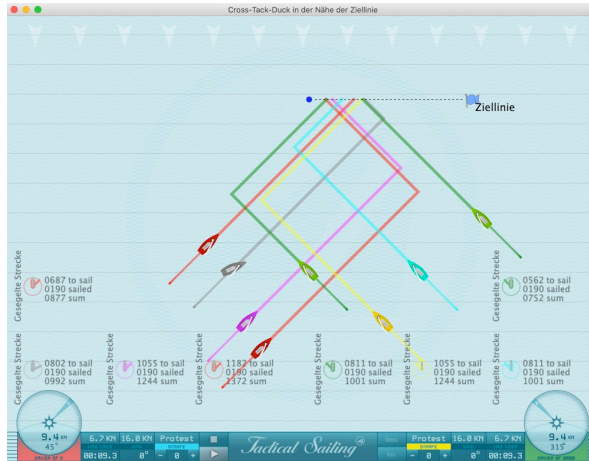 Cross-Tack-Duck in der Nähe der Ziellinie
Ziellinie
Gesegelte Strecke
0687 to sail
0190 sailed
0877 sum
Gesegelte Strecke
0562 to sail
0190 sailed
0752 sum
Gesegelte Strecke
0802 to sail
0190 sailed
0992 sum
Gesegelte Strecke
1055 to sail
0190 sailed
1244 sum
Gesegelte Strecke
1182 to sail
0190 sailed
1372 sum
Gesegelte Strecke
0811 to sail
0190 sailed
1001 sum
Gesegelte Strecke
1055 to sail
0190 sailed
1244 sum
Gesegelte Strecke
0811 to sail
0190 sailed
1001 sum
9.4 KN
45°
6.7 KN 16.0 KN Protest
00:09.3 0° - 0 +
Tactical Sailing
Protest 16.0 KN 6.7 KN
- 0 + 0° 00:09.3
9.4 KN
315°